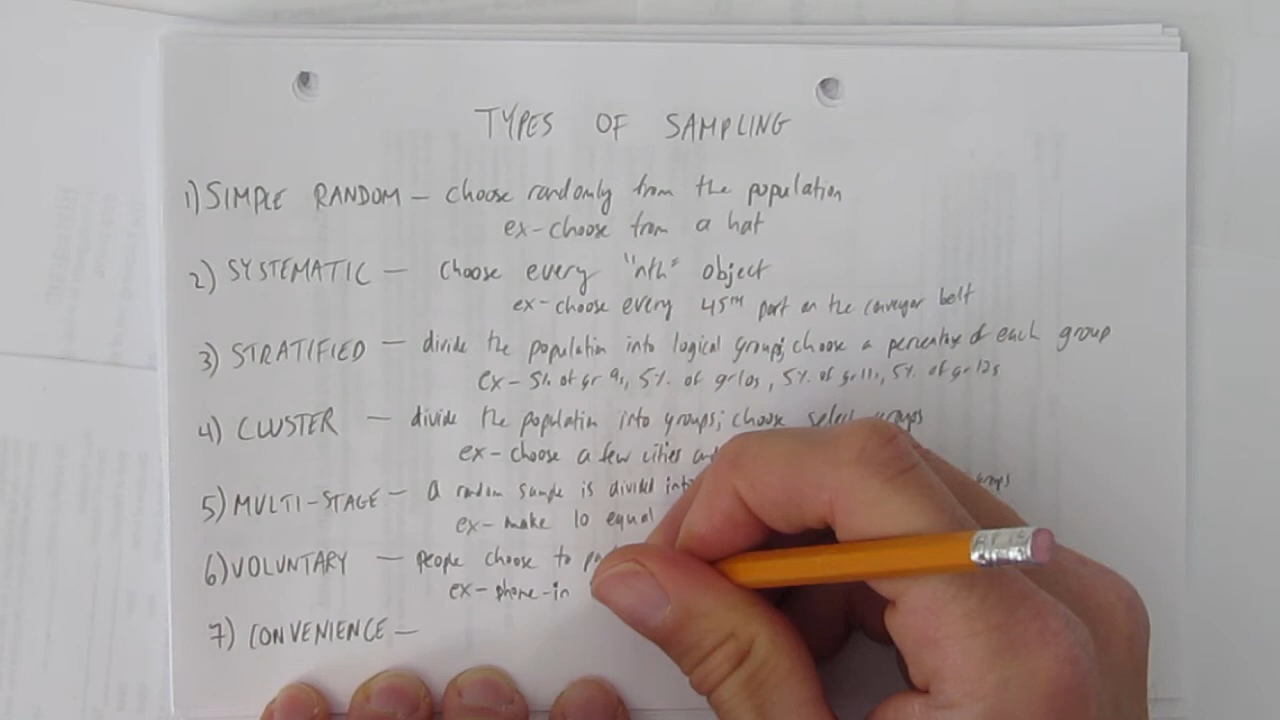 TYPES OF SAMPLING
1) SIMPLE RANDOM - choose randomly from the population
ex-choose from a hat
2) SYSTEMATIC - choose every "nth" object
ex-choose every 45TH part on the conveyor belt
3) STRATIFIED - divide the population into logical groups; choose a percentage of each group
ex- 5% of gr 9s, 5% of gr 10s, 5% of gr 11s, 5% of gr 12s
4) CLUSTER - divide the population into groups; choose select groups
ex- choose a few cities
5) MULTI-STAGE - a random sample is divided into
ex- make 10 equal
6) VOLUNTARY - people choose to
ex- phone-in
7) CONVENIENCE -